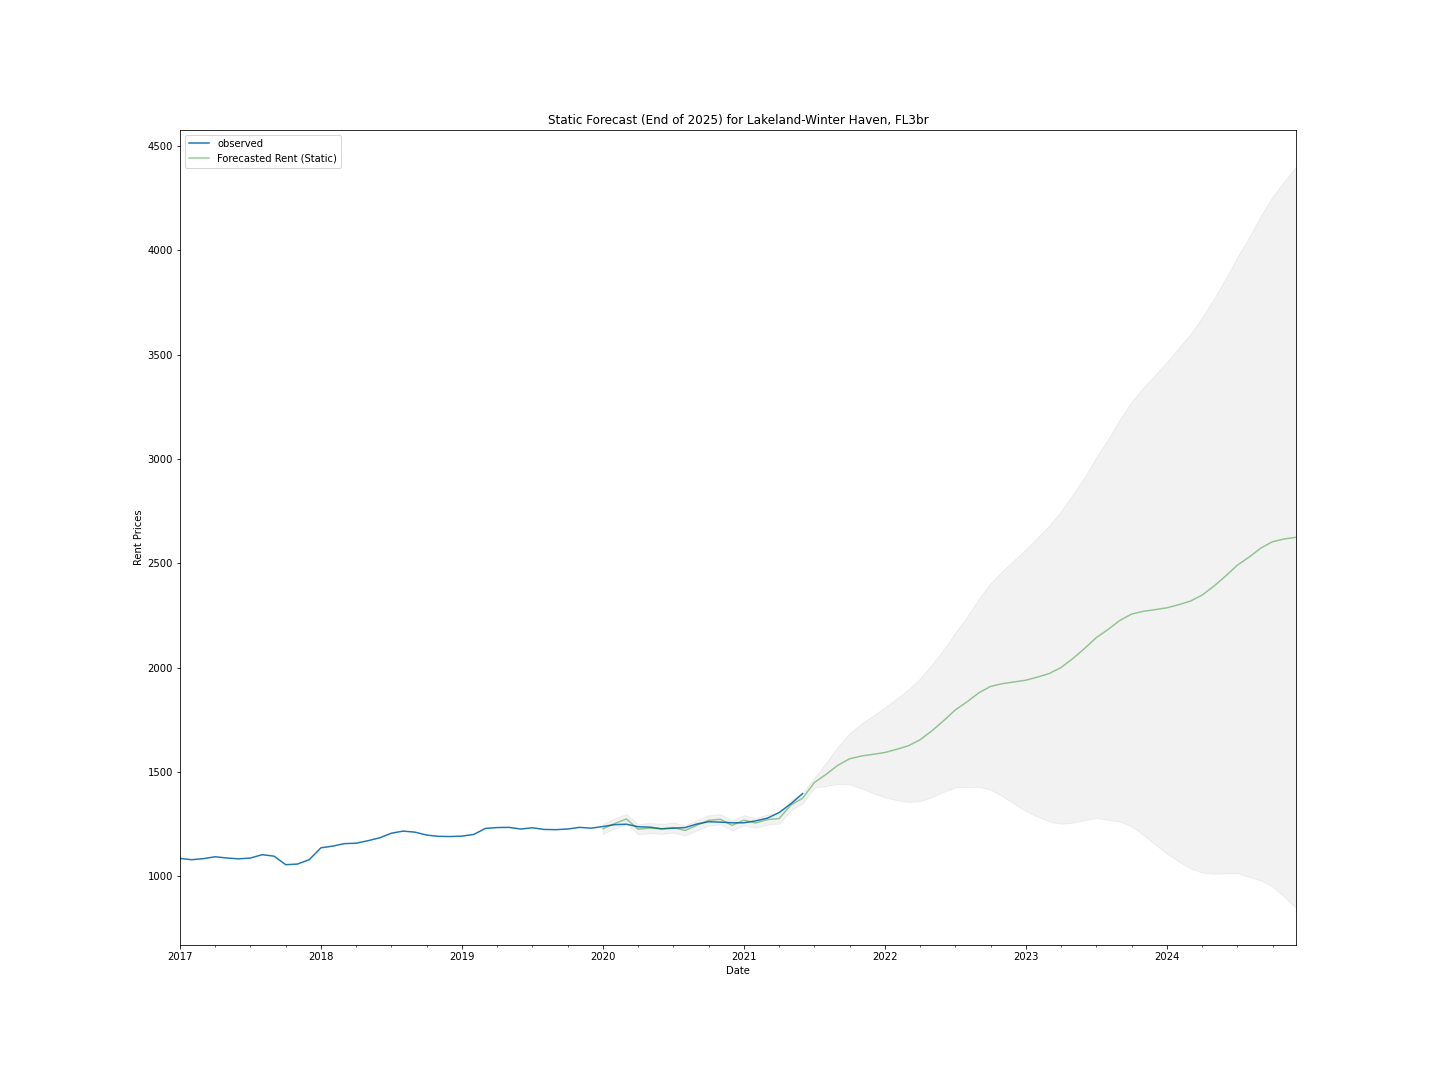 Static Forecast (End of 2025) for Lakeland-Winter Haven, FL3br
observed
Forecasted Rent (Static)
4500
4000
3500
3000
2500
2000
1500
1000
Rent Prices
2017 2018 2019 2020 2021 2022 2023 2024
Date